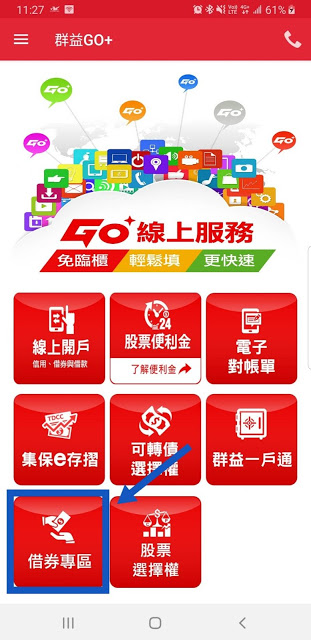 11:27
Vo)) LTE 4G+ 61%
群益GO+
GO+
GO+
GO+
GO+
GO+
GO+ 線上服務
免臨櫃 輕鬆填 更快速
線上開戶
信用、借券與借款
24
股票便利金
了解便利金
電子
對帳單
TDCC
集保e存摺
可轉債
選擇權
群益一戶通
借券專區
股票
選擇權